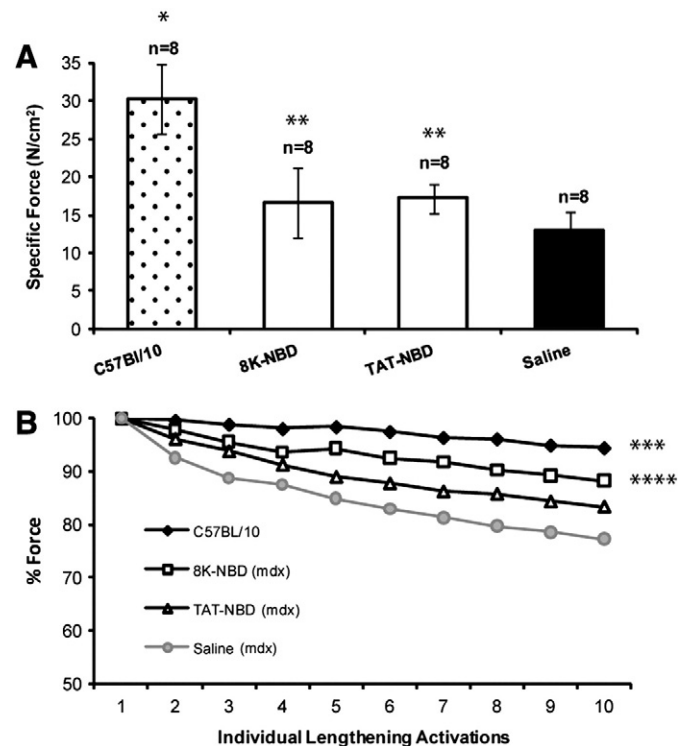 A
*
n=8
**
n=8
**
n=8
n=8
Specific Force (N/cm²)
35
30
25
20
15
10
5
0
C57Bl/10
8K-NBD
TAT-NBD
Saline
B
% Force
100
90
80
70
60
50
***
****
C57BL/10
8K-NBD (mdx)
TAT-NBD (mdx)
Saline (mdx)
1 2 3 4 5 6 7 8 9 10
Individual Lengthening Activations